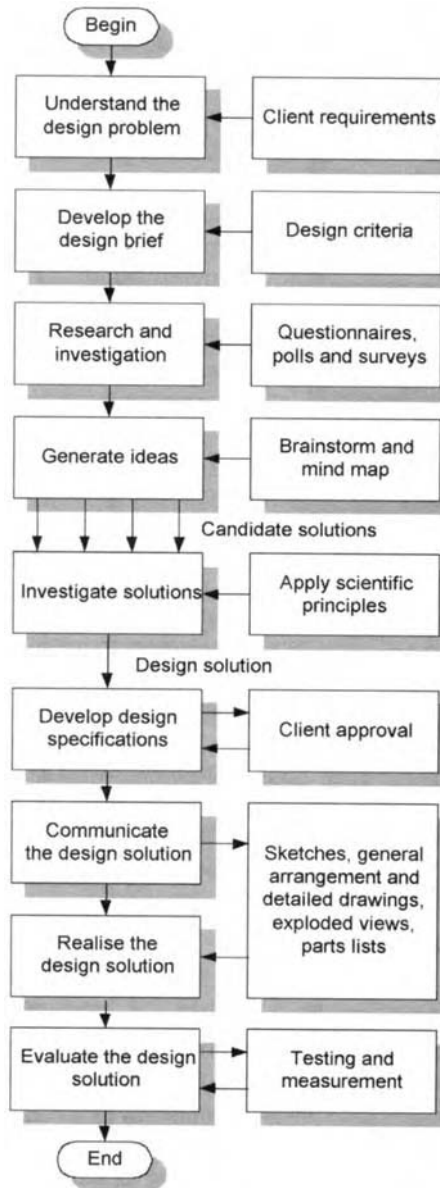 Begin
Understand the
design problem
Client requirements
Develop the
design brief
Design criteria
Research and
investigation
Questionnaires,
polls and surveys
Generate ideas
Brainstorm and
mind map
Candidate solutions
Investigate solutions
Apply scientific
principles
Design solution
Develop design
specifications
Client approval
Communicate
the design solution
Sketches, general
arrangement and
detailed drawings,
exploded views,
parts lists
Realise the
design solution
Evaluate the design
solution
Testing and
measurement
End